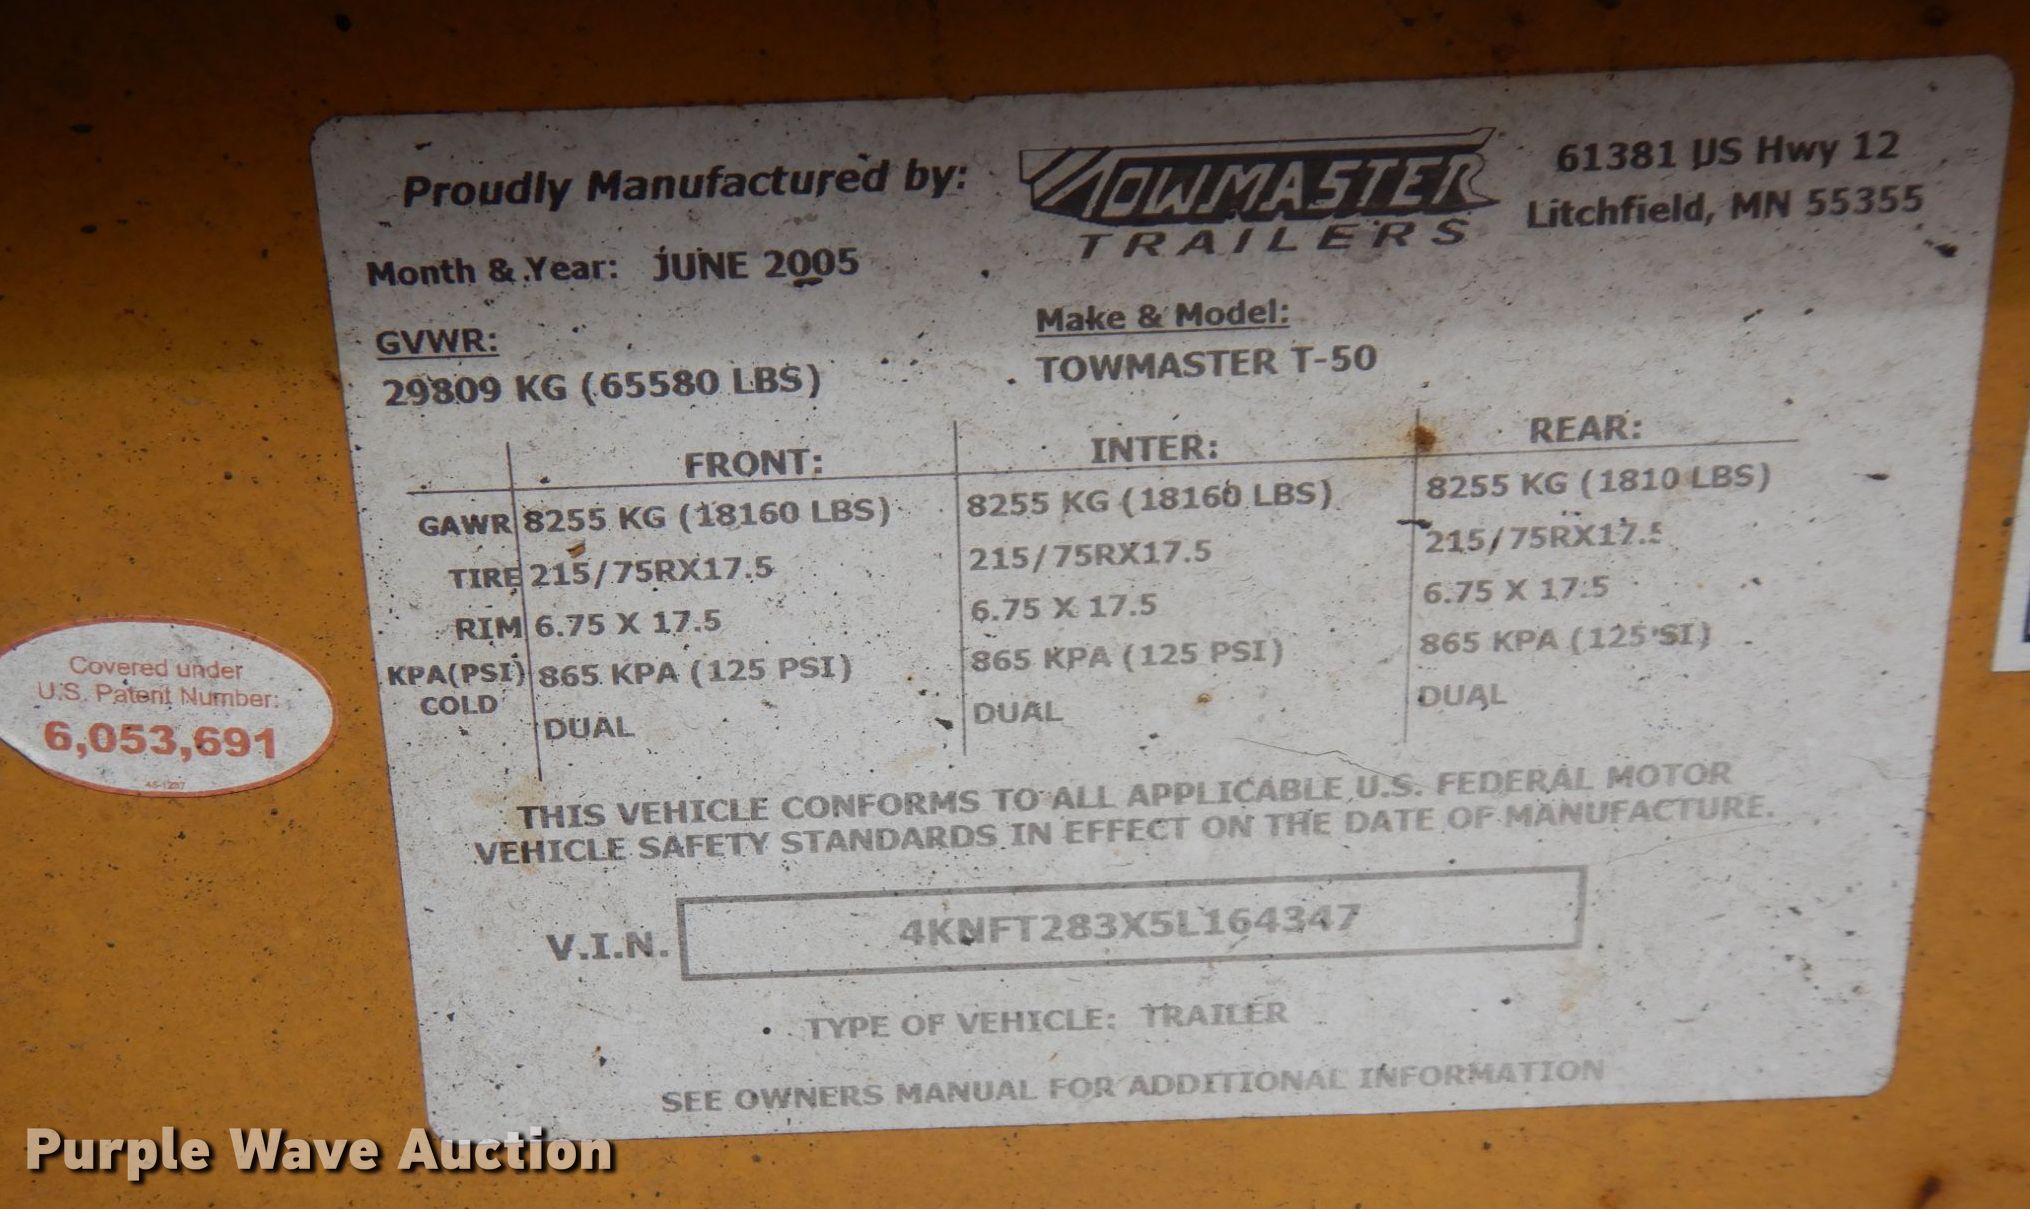 Proudly Manufactured by:
TOWMASTER
TRAILERS
61381 US Hwy 12
Litchfield, MN 55355
Month & Year: JUNE 2005
GVWR:
29809 KG (65580 LBS)
Make & Model:
TOWMASTER T-50
FRONT: INTER: REAR:
GAWR 8255 KG (18160 LBS) 8255 KG (18160 LBS) 8255 KG (1810 LBS)
TIRE 215/75RX17.5 215/75RX17.5 215/75RX17.5
RIM 6.75 X 17.5 6.75 X 17.5 6.75 X 17.5
KPA(PSI) 865 KPA (125 PSI) 865 KPA (125 PSI) 865 KPA (125 SI)
COLD DUAL DUAL DUAL
THIS VEHICLE CONFORMS TO ALL APPLICABLE U.S. FEDERAL MOTOR
VEHICLE SAFETY STANDARDS IN EFFECT ON THE DATE OF MANUFACTURE.
V.I.N. 4KNFT283X5L164347
TYPE OF VEHICLE: TRAILER
SEE OWNERS MANUAL FOR ADDITIONAL INFORMATION
Covered under
U.S. Patent Number:
6,053,691
Purple Wave Auction